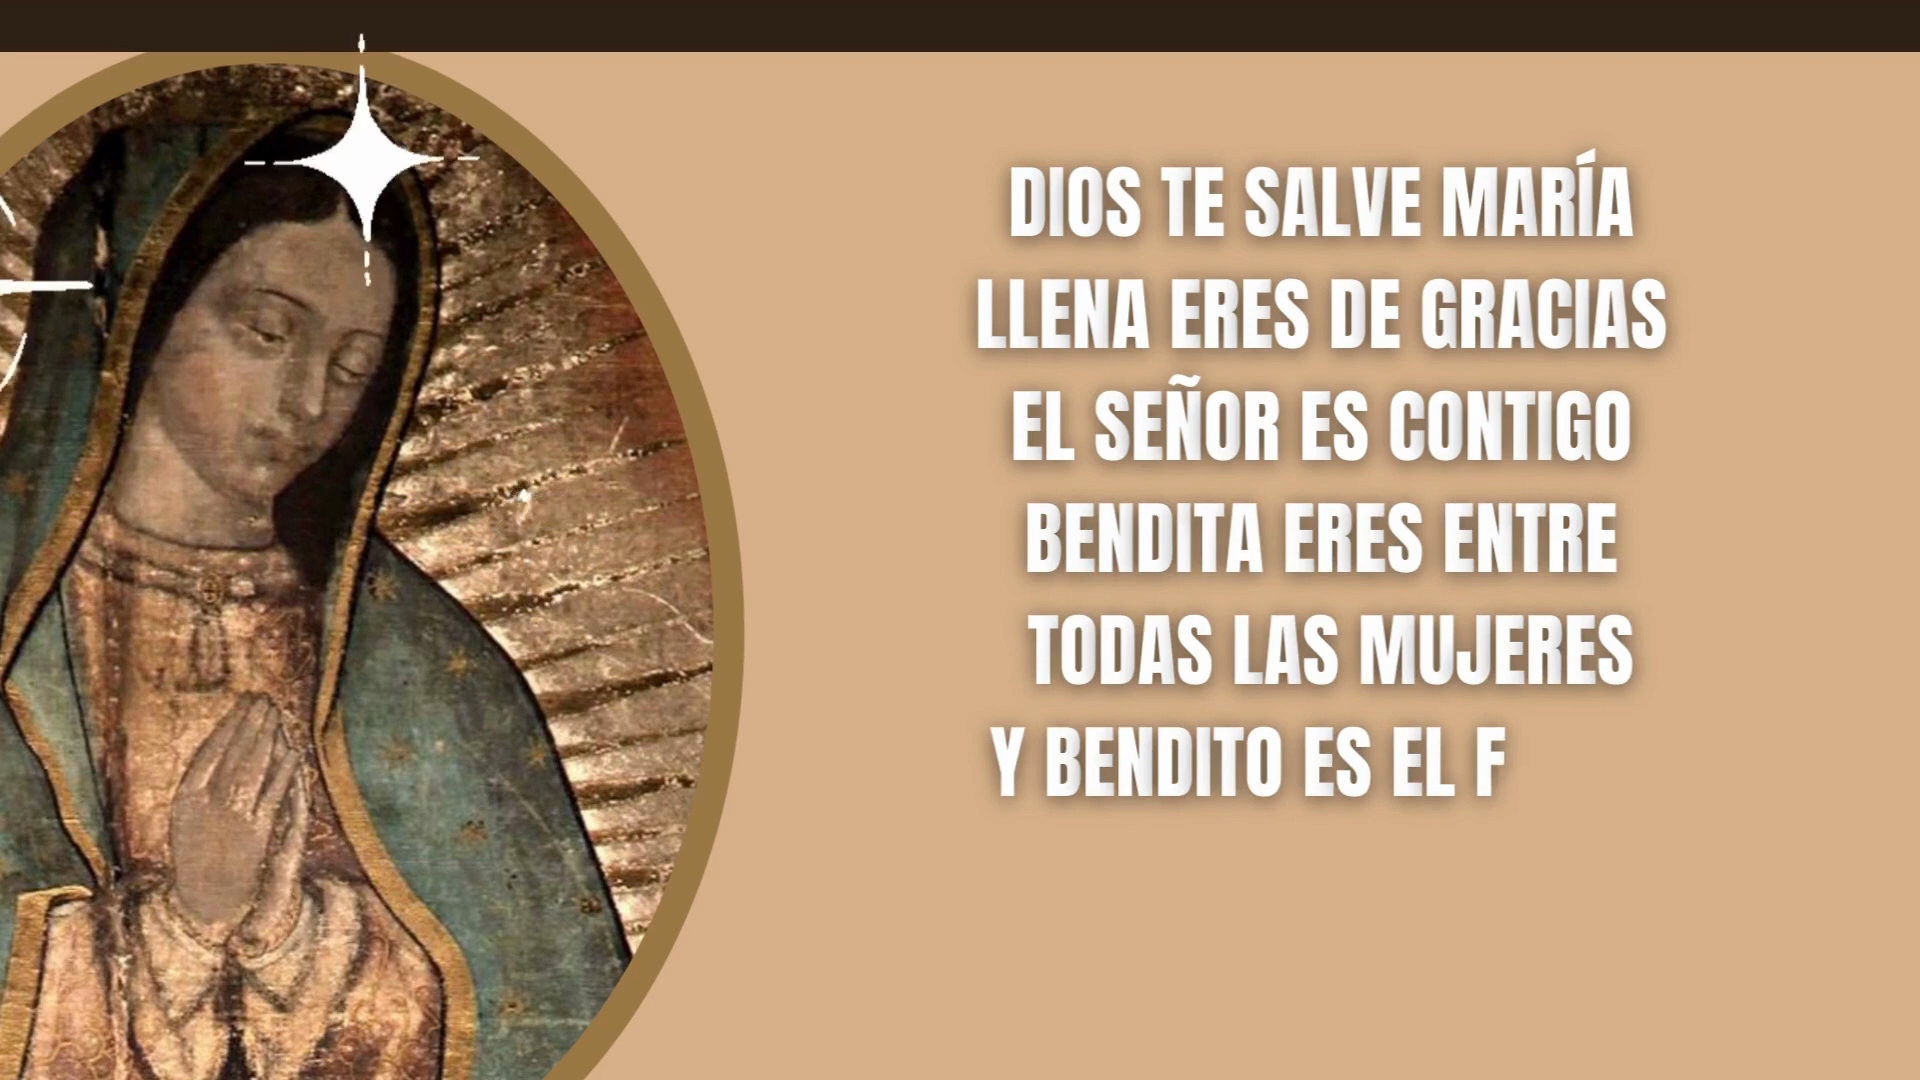 DIOS TE SALVE MARÍA
LLENA ERES DE GRACIAS
EL SEÑOR ES CONTIGO
BENDITA ERES ENTRE
TODAS LAS MUJERES
Y BENDITO ES EL F